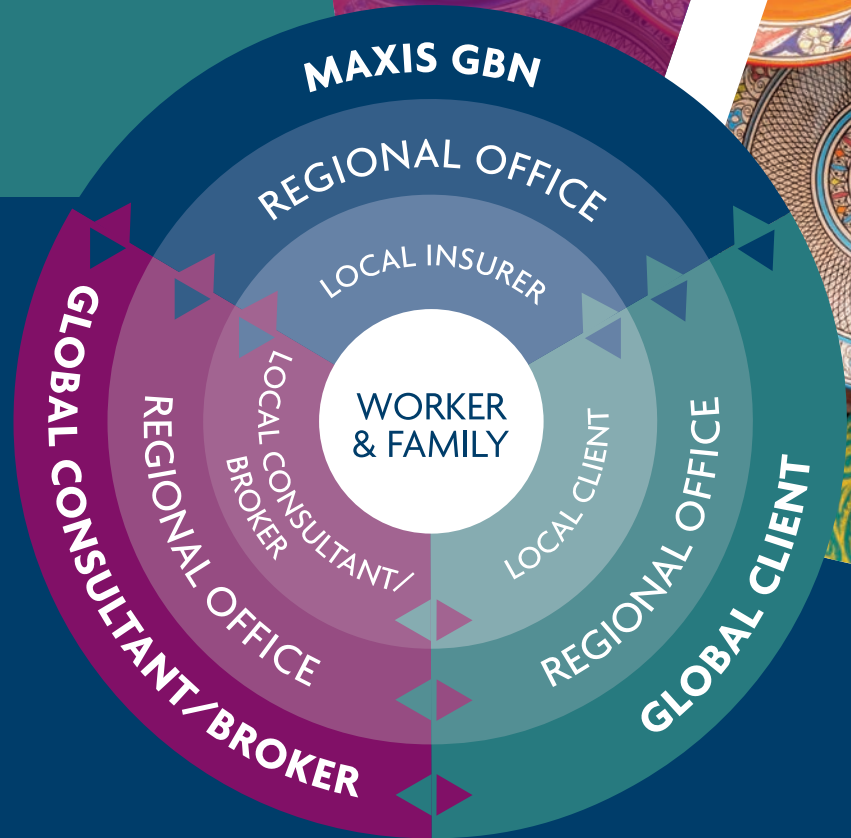 MAXIS GBN
REGIONAL OFFICE
LOCAL INSURER
WORKER
& FAMILY
GLOBAL CONSULTANT/BROKER
REGIONAL OFFICE
LOCAL CONSULTANT/
BROKER
LOCAL CLIENT
REGIONAL OFFICE
GLOBAL CLIENT